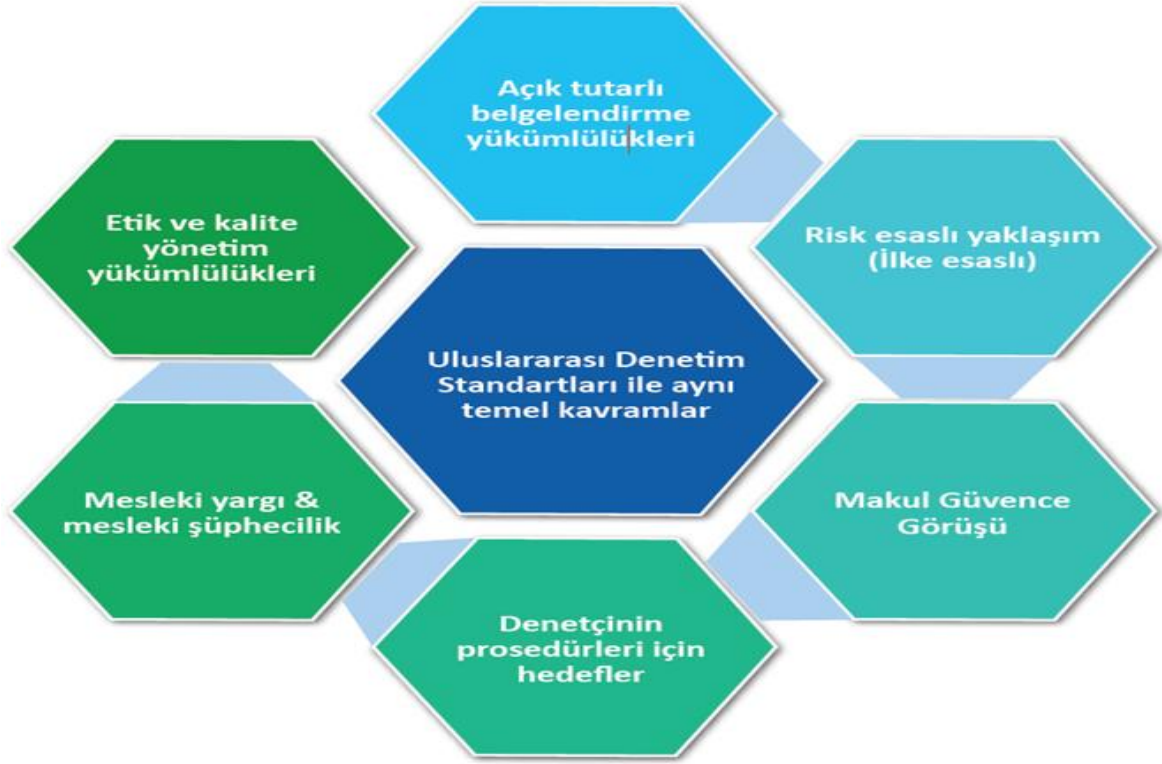 Açık tutarlı
belgelendirme
yükümlülükleri
Risk esaslı yaklaşım
(İlke esaslı)
Makul Güvence
Görüşü
Denetçinin
prosedürleri için
hedefler
Mesleki yargı &
mesleki şüphecilik
Etik ve kalite
yönetim
yükümlülükleri
Uluslararası Denetim
Standartları ile aynı
temel kavramlar